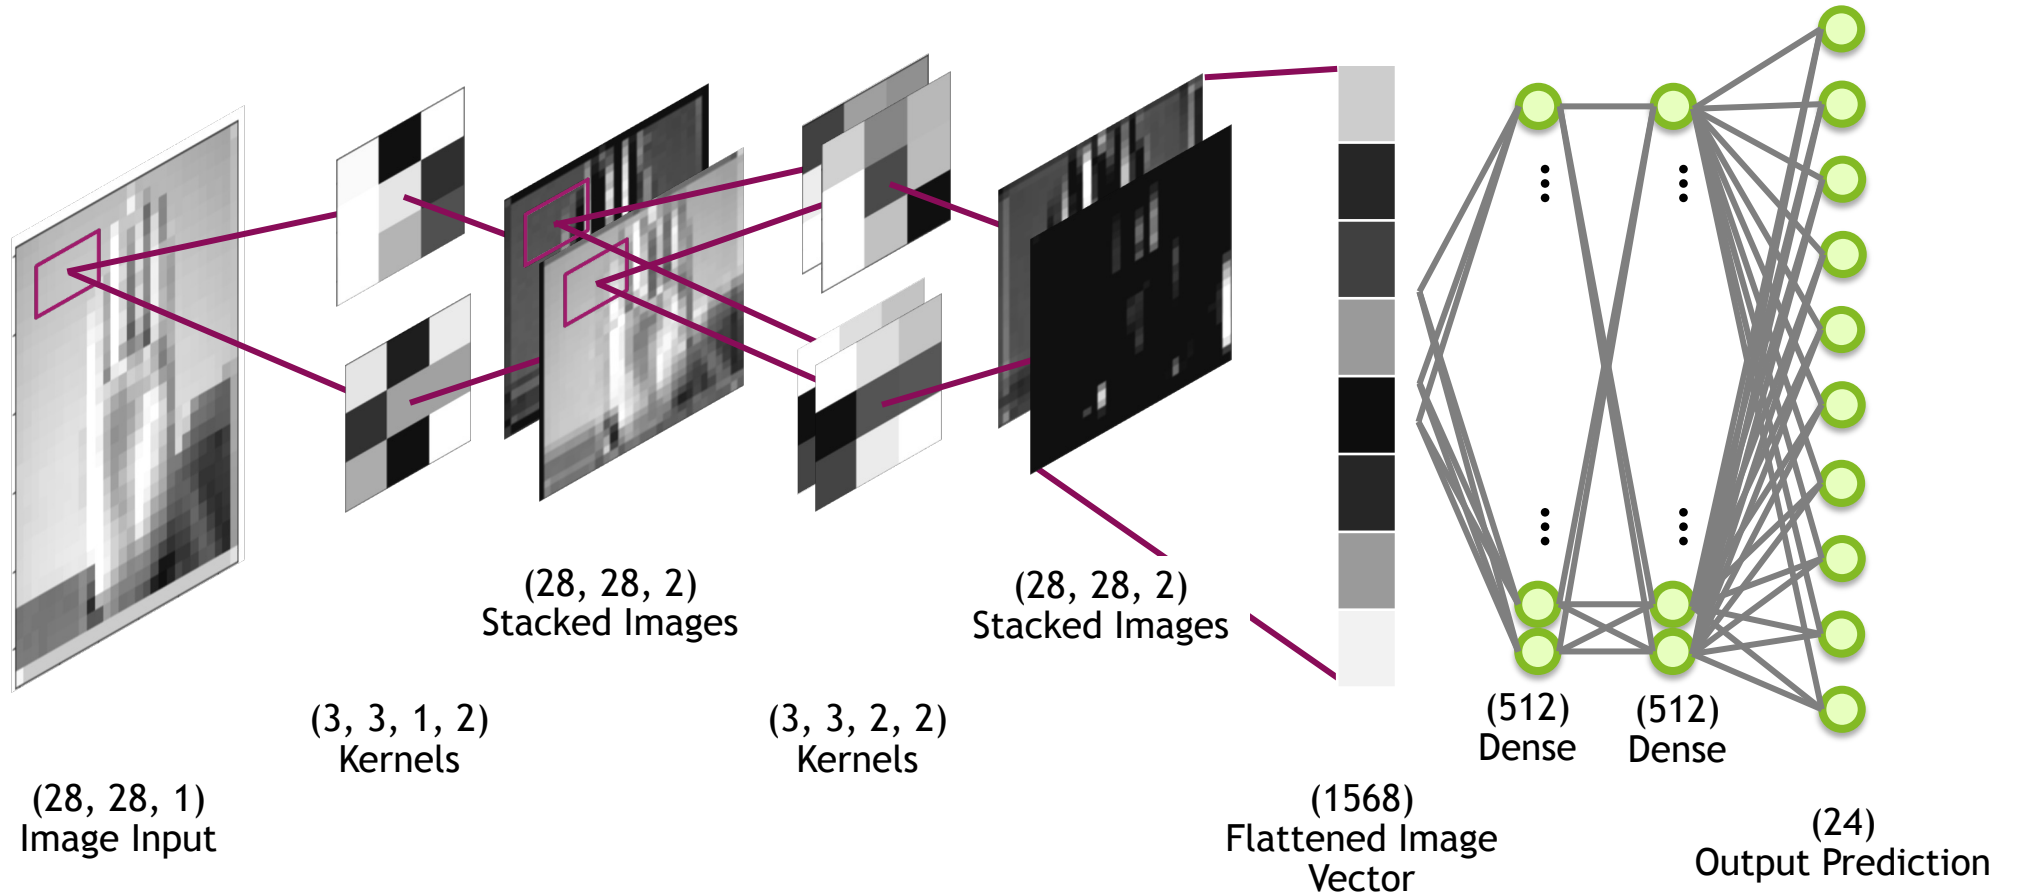 (28, 28, 1)
Image Input
(3, 3, 1, 2)
Kernels
(28, 28, 2)
Stacked Images
(3, 3, 2, 2)
Kernels
(28, 28, 2)
Stacked Images
(1568)
Flattened Image
Vector
(512)
Dense
(512)
Dense
(24)
Output Prediction